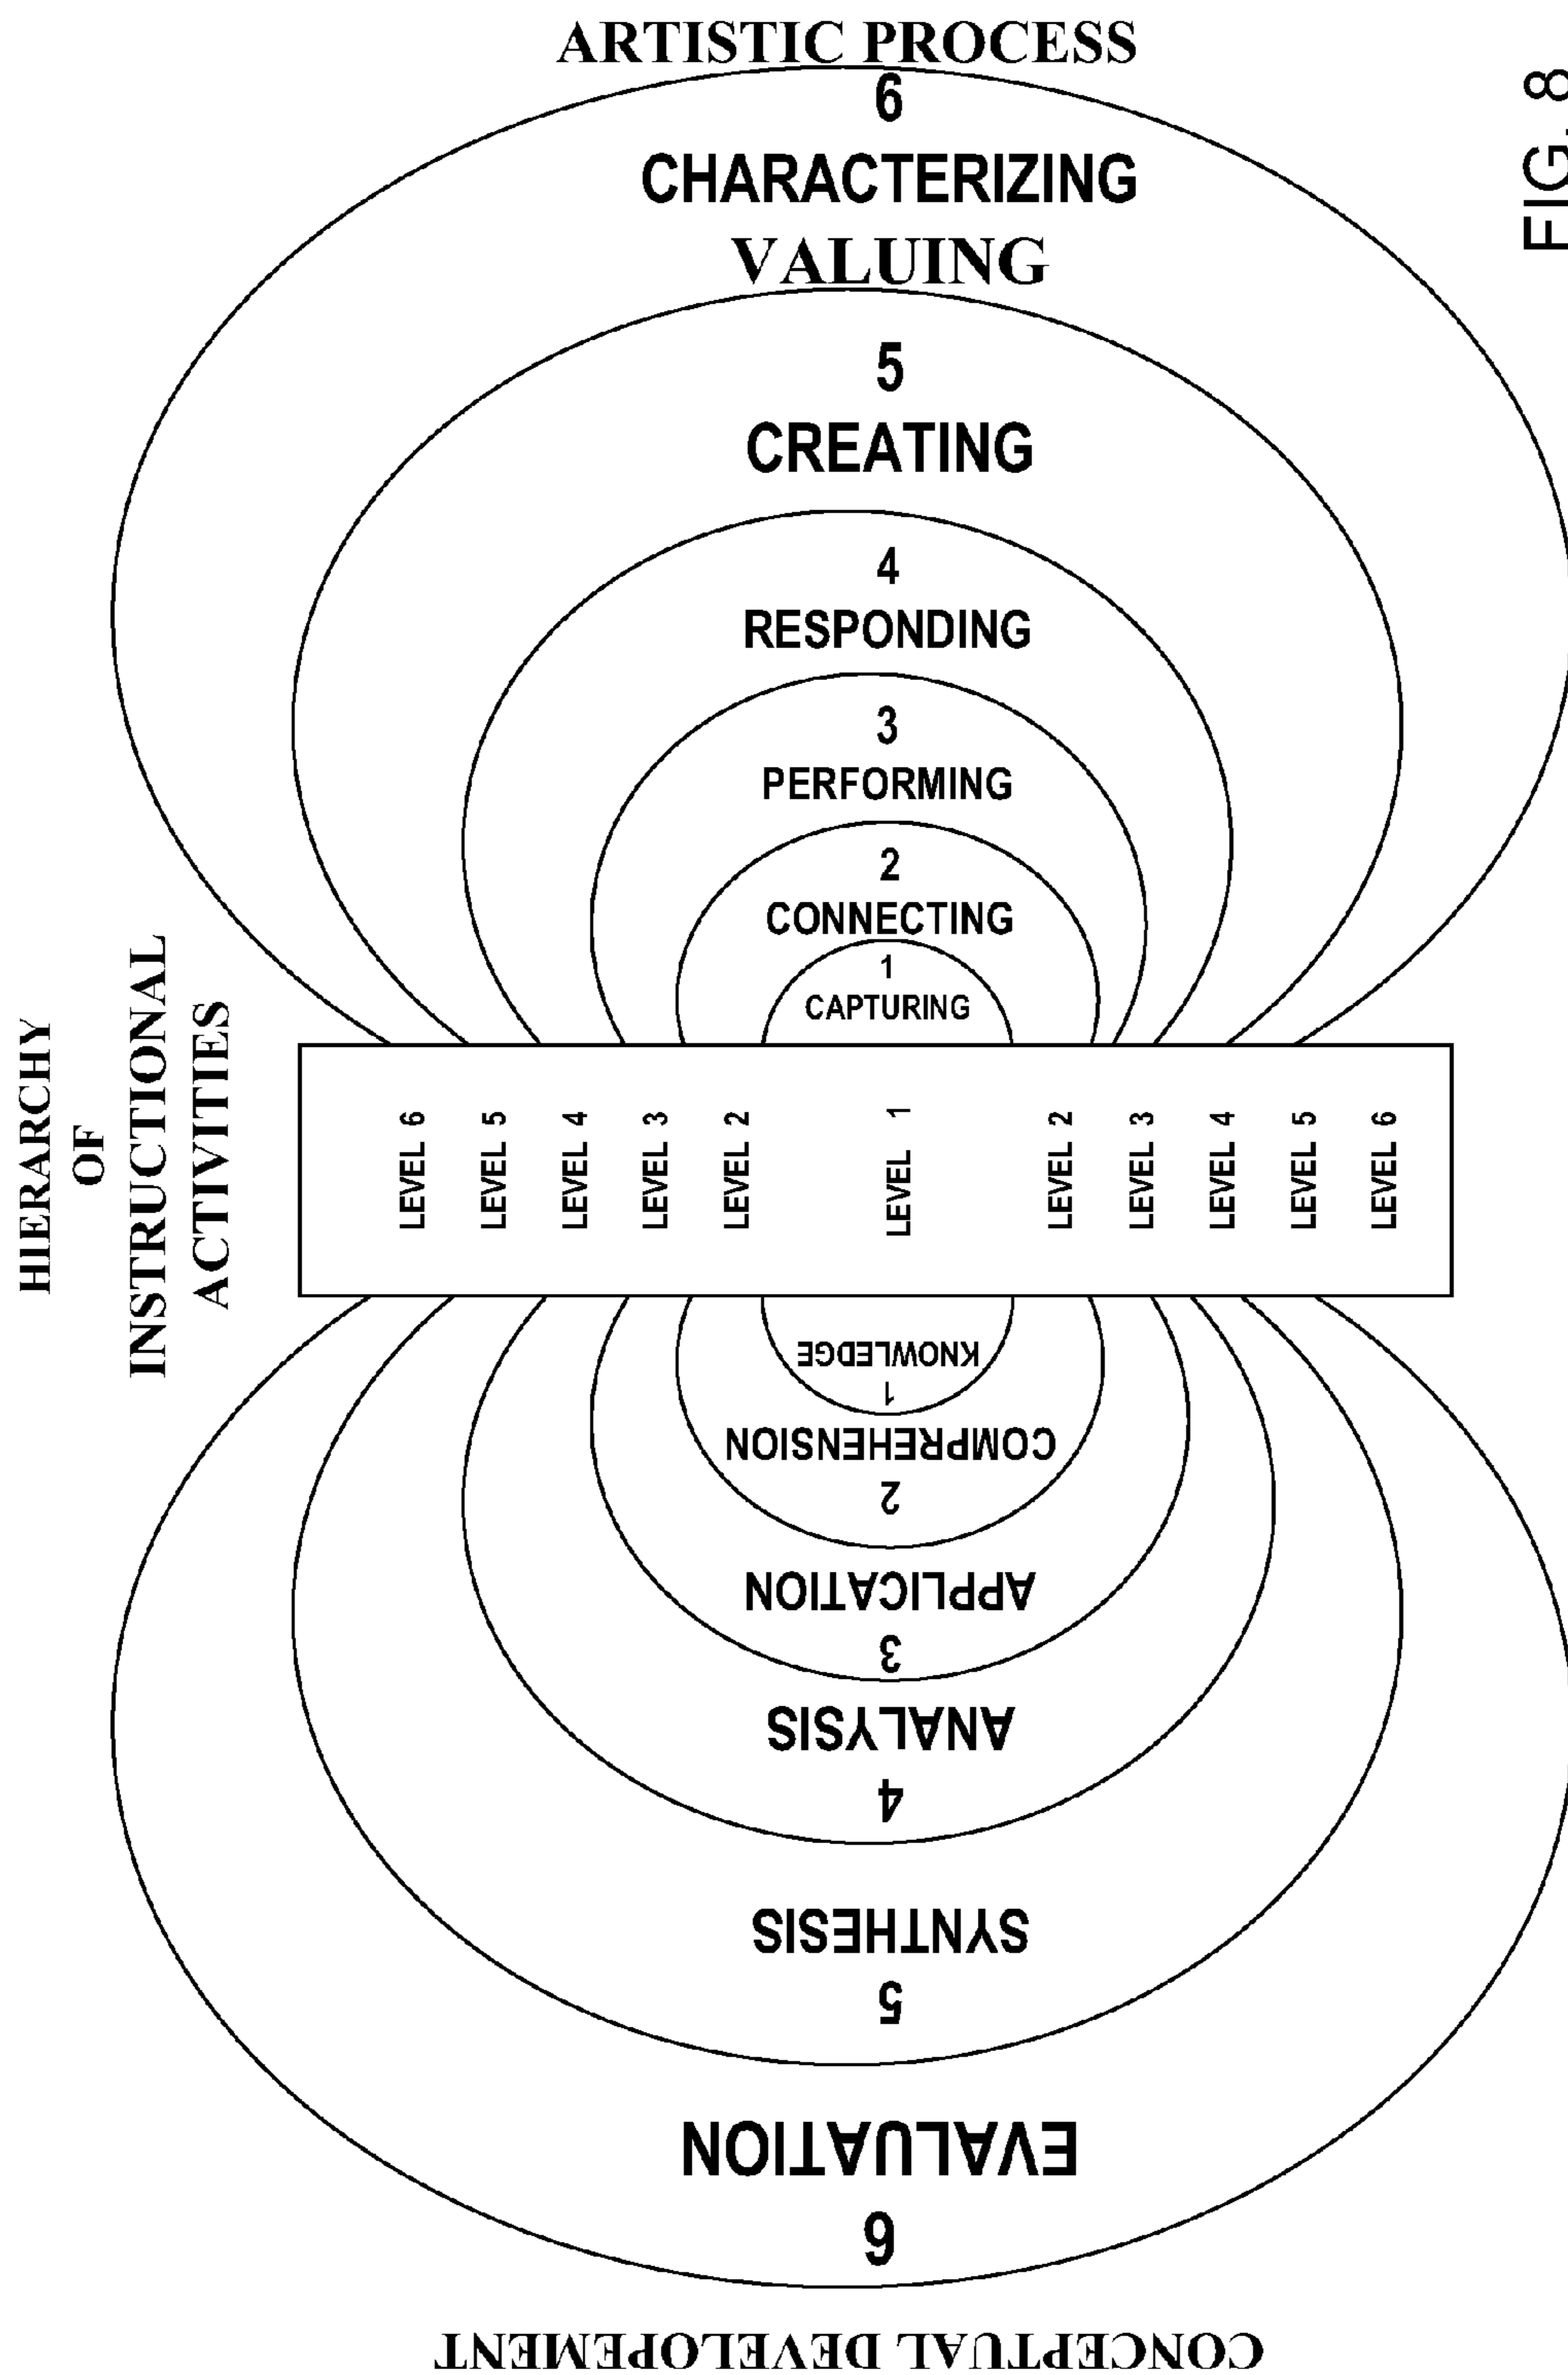 ARTISTIC PROCESS
6
CHARACTERIZING
VALUING
5
CREATING
4
RESPONDING
3
PERFORMING
2
CONNECTING
1
CAPTURING
HIERARCHY
OF
INSTRUCTIONAL
ACTIVITIES
LEVEL 6
LEVEL 5
LEVEL 4
LEVEL 3
LEVEL 2
LEVEL 1
LEVEL 2
LEVEL 3
LEVEL 4
LEVEL 5
LEVEL 6
KNOWLEDGE
1
COMPREHENSION
2
APPLICATION
3
ANALYSIS
4
SYNTHESIS
5
EVALUATION
6
CONCEPTUAL DEVELOPEMENT
FIG. 8